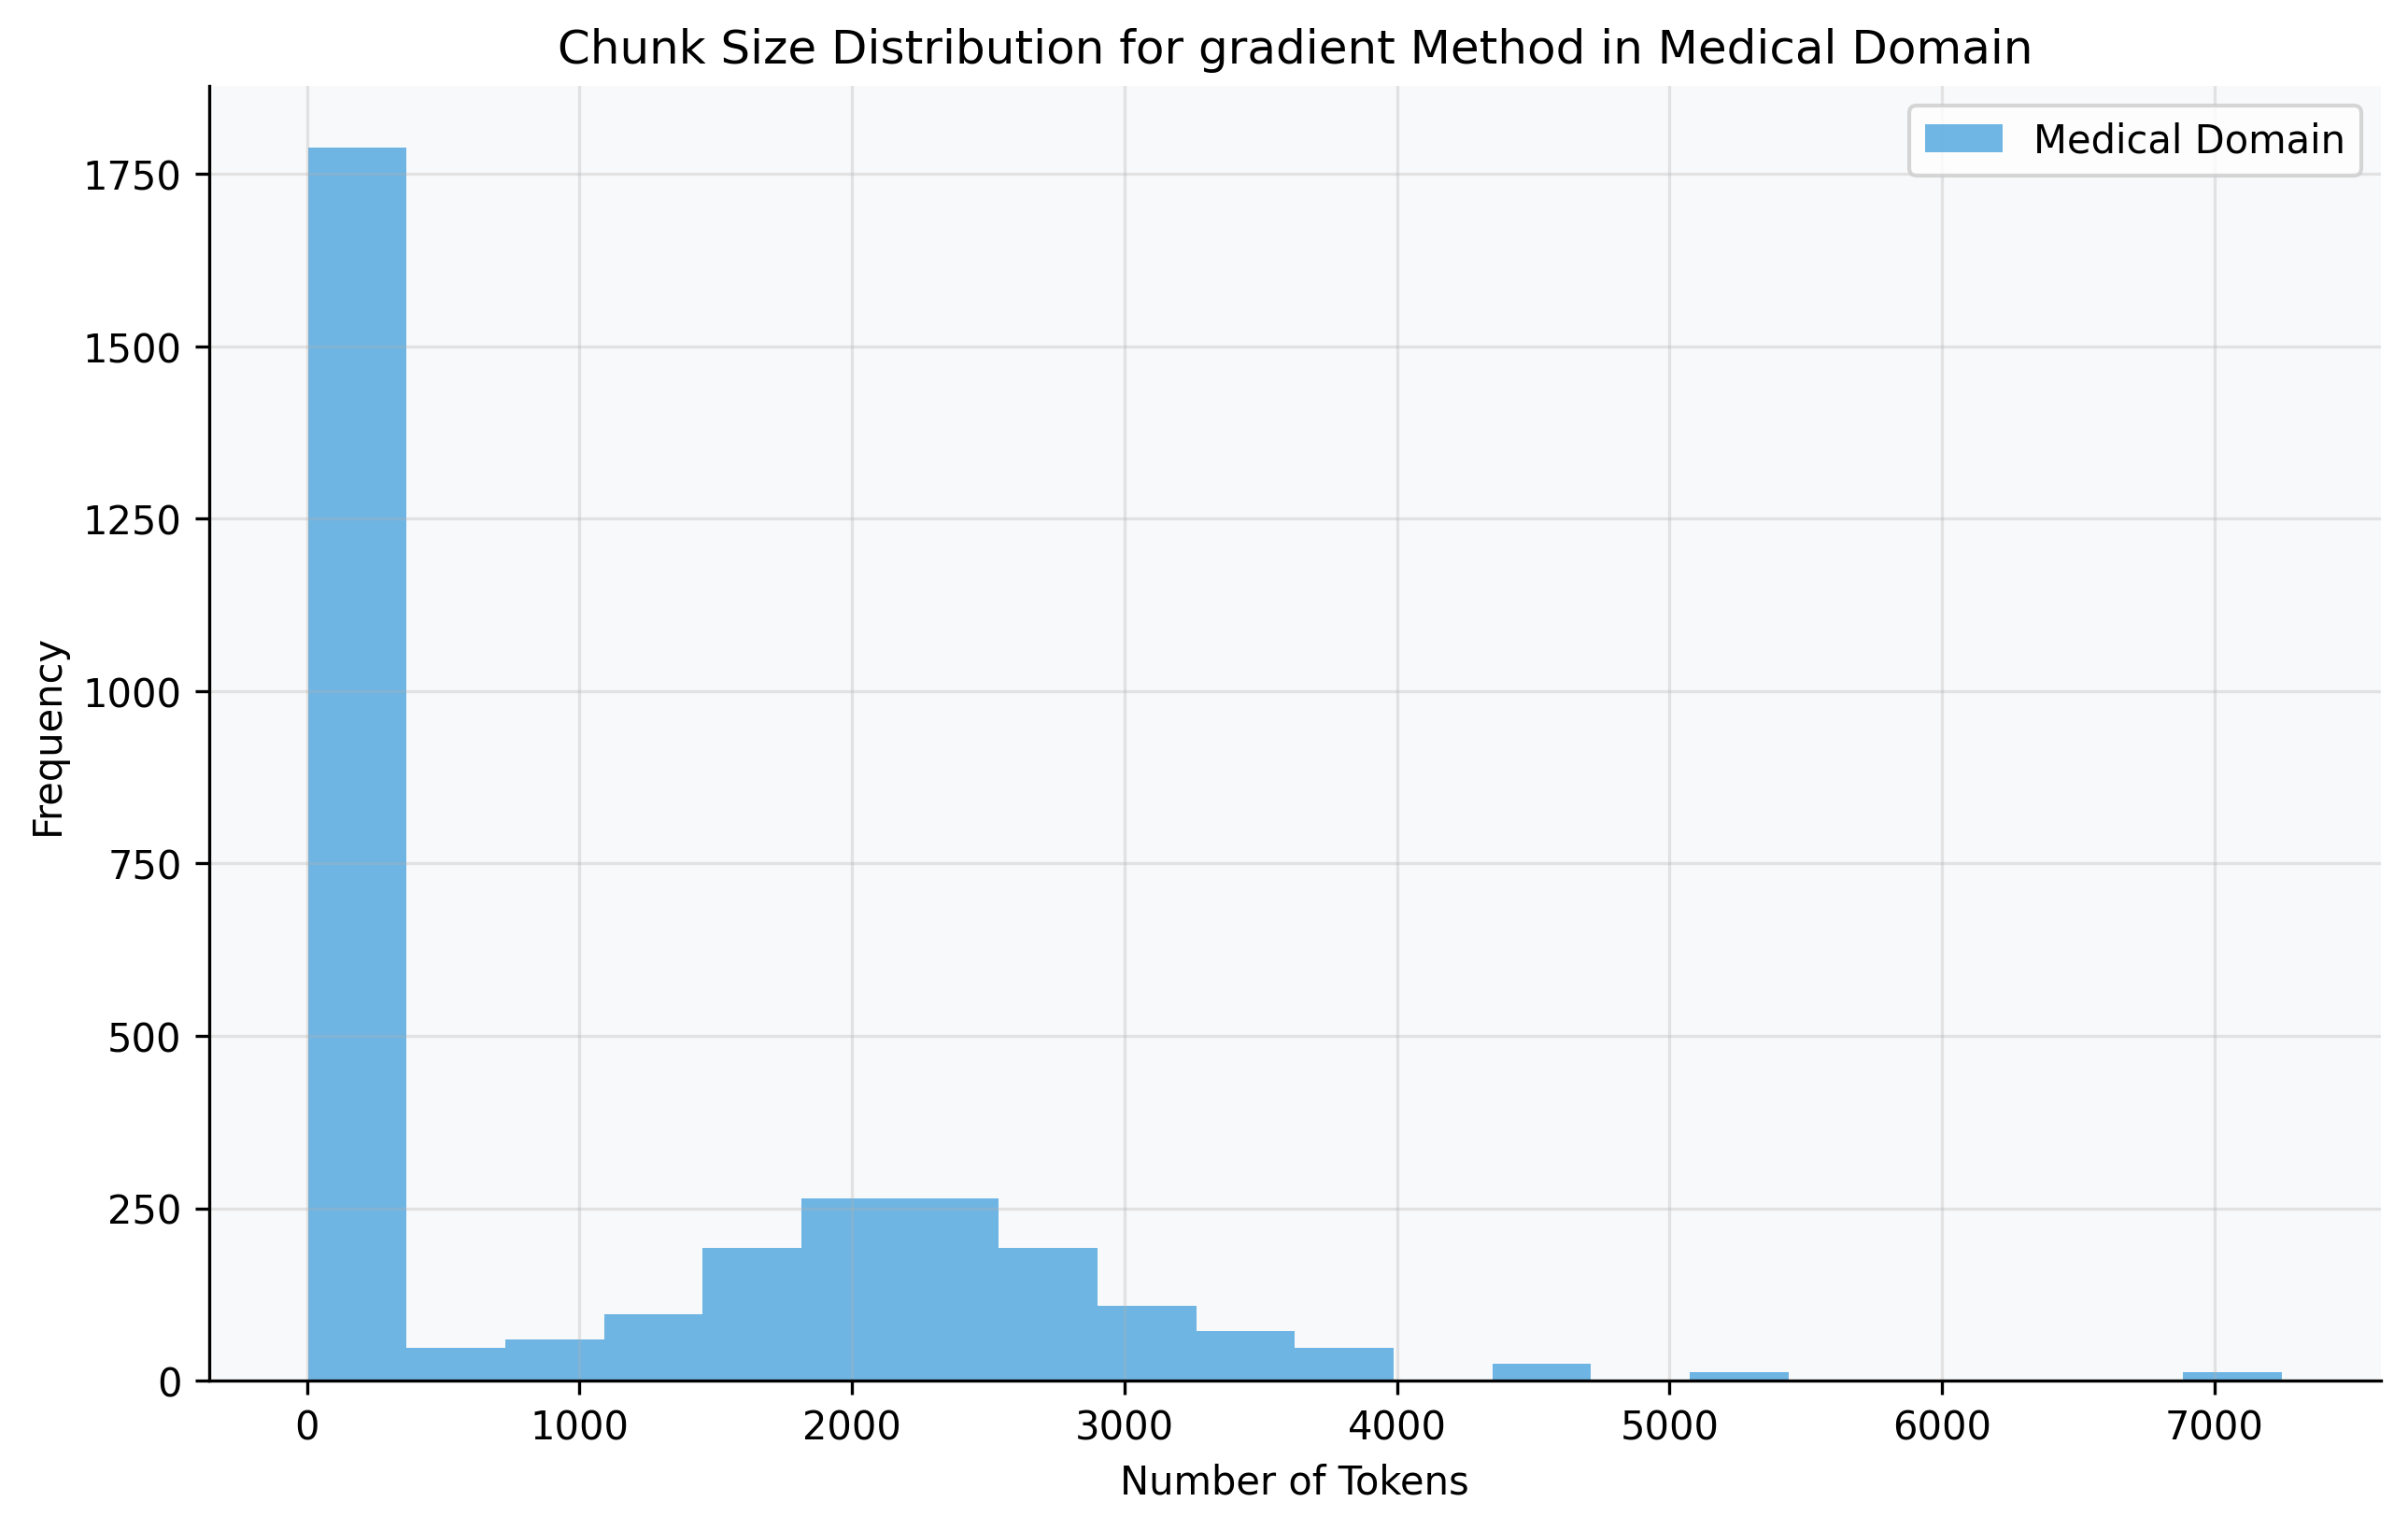 Chunk Size Distribution for gradient Method in Medical Domain
Medical Domain
Frequency
1750
1500
1250
1000
750
500
250
0
0 1000 2000 3000 4000 5000 6000 7000
Number of Tokens